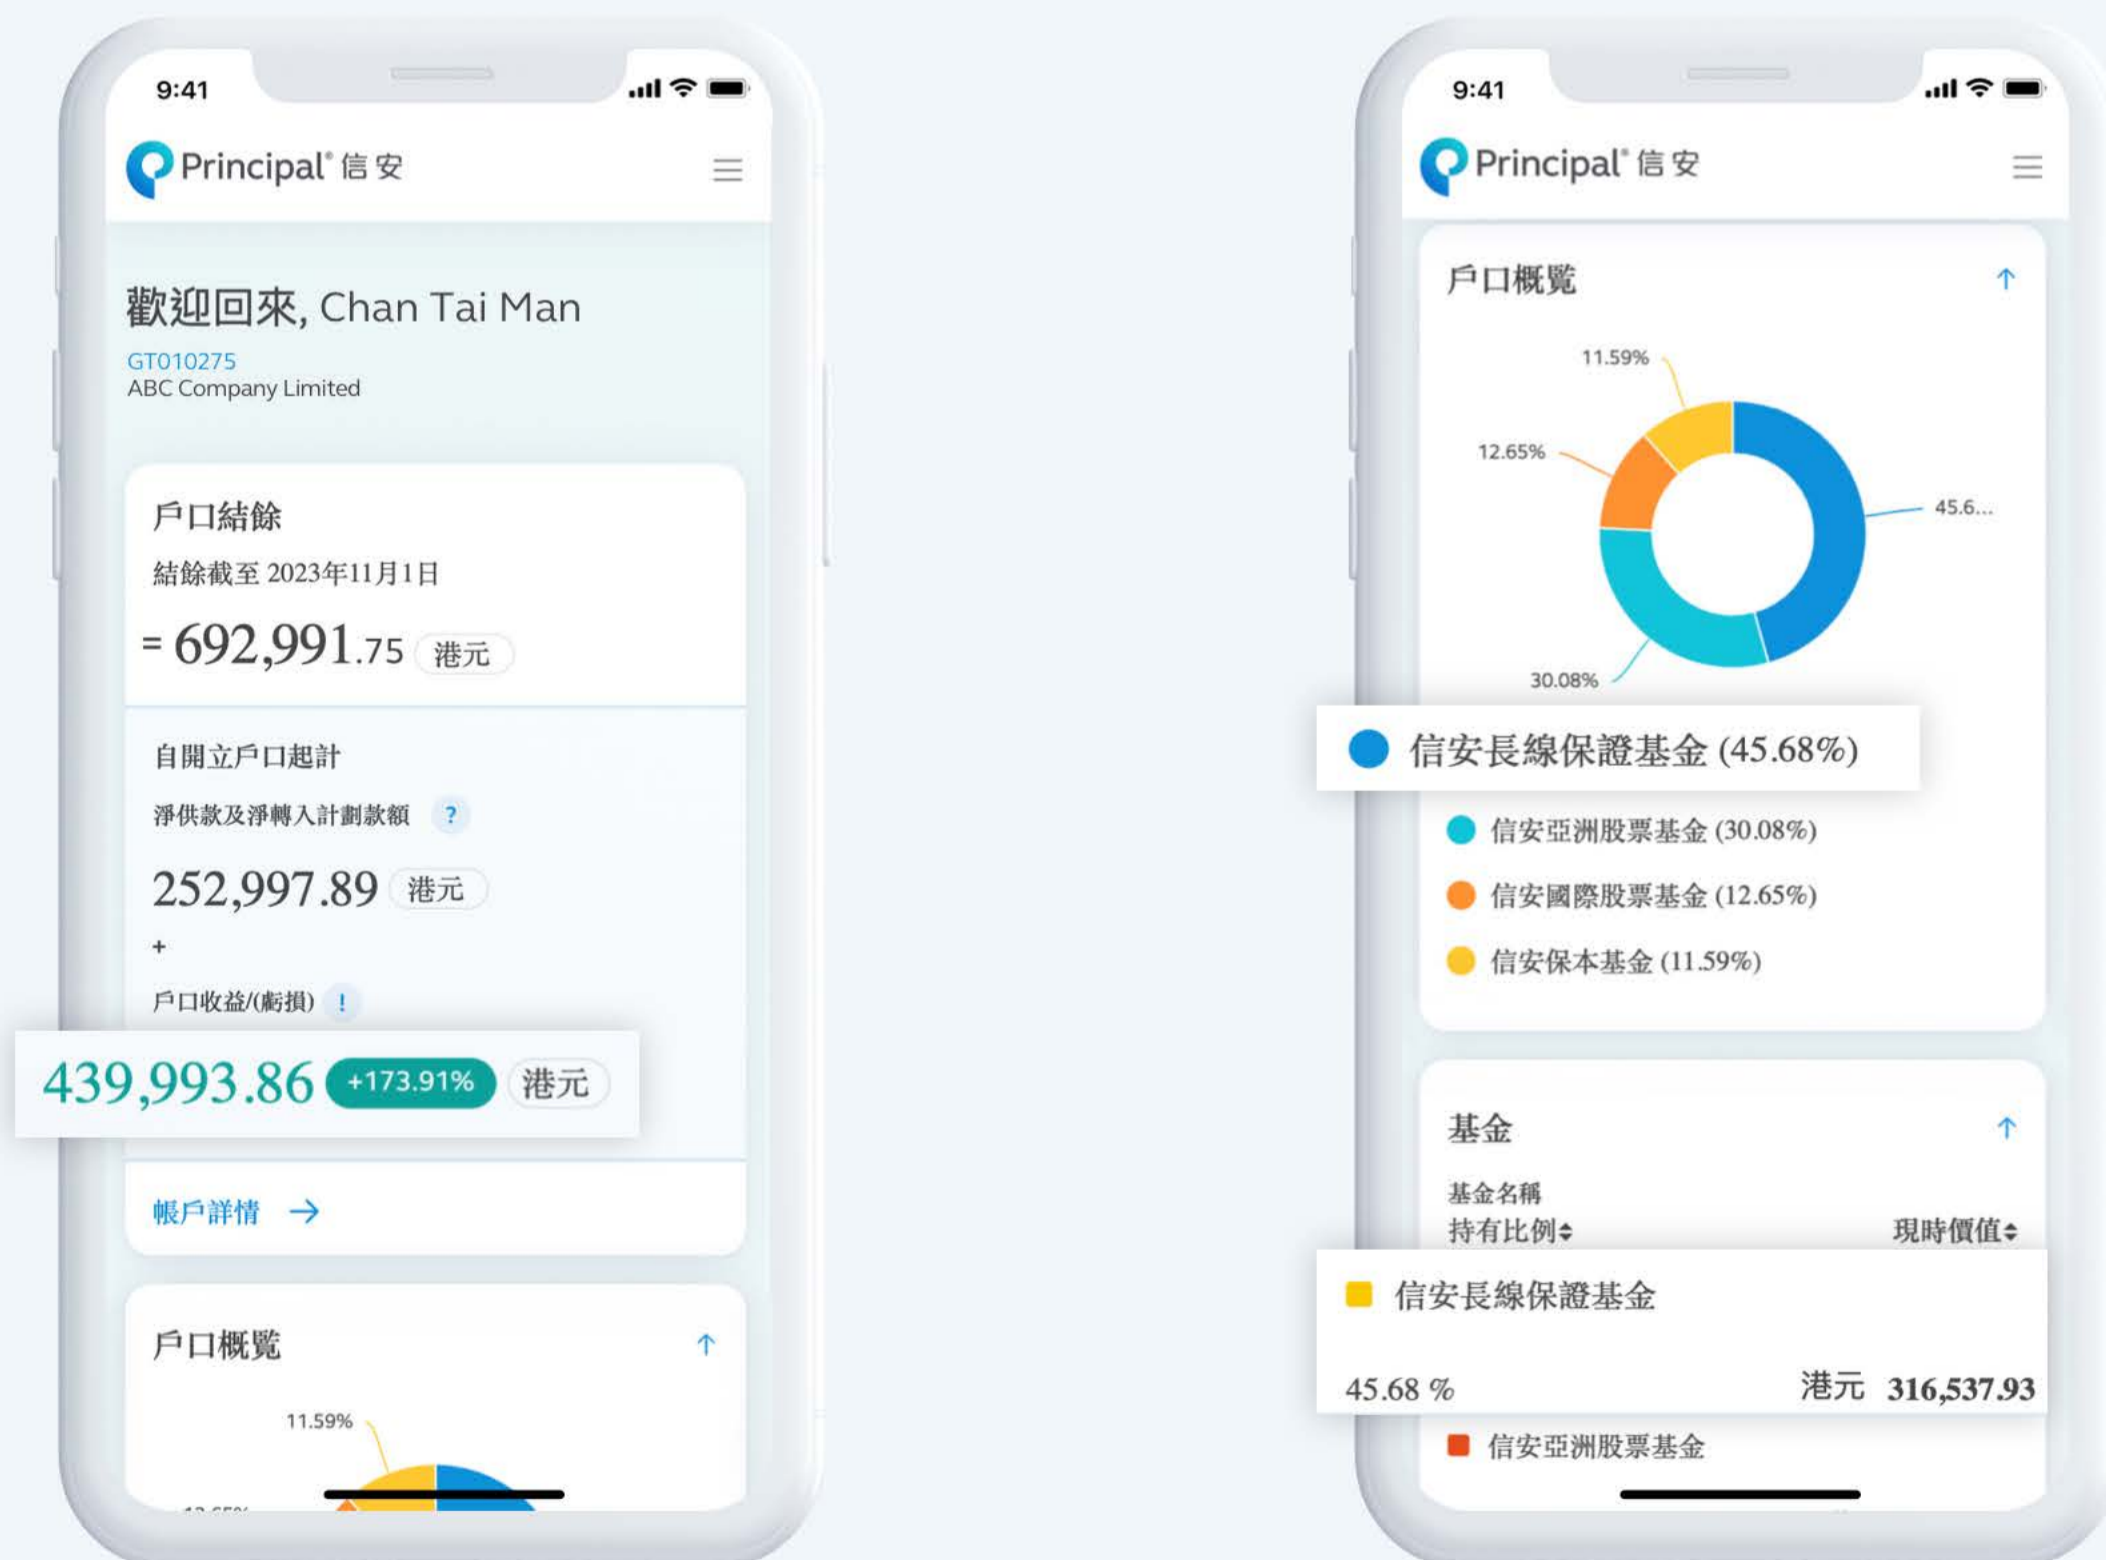 9:41
Principal® 信安
歡迎回來, Chan Tai Man
GT010275
ABC Company Limited
戶口結餘
結餘截至 2023年11月1日
= 692,991.75 港元
自開立戶口起計
淨供款及淨轉入計劃款額 ?
252,997.89 港元
+
戶口收益/(虧損) !
439,993.86 +173.91% 港元
帳戶詳情 →
戶口概覽 ↑
11.59%
9:41
Principal® 信安
戶口概覽 ↑
11.59%
12.65%
45.6...
30.08%
信安長線保證基金 (45.68%)
信安亞洲股票基金 (30.08%)
信安國際股票基金 (12.65%)
信安保本基金 (11.59%)
基金 ↑
基金名稱
持有比例 現時價值
信安長線保證基金
45.68 % 港元 316,537.93
信安亞洲股票基金